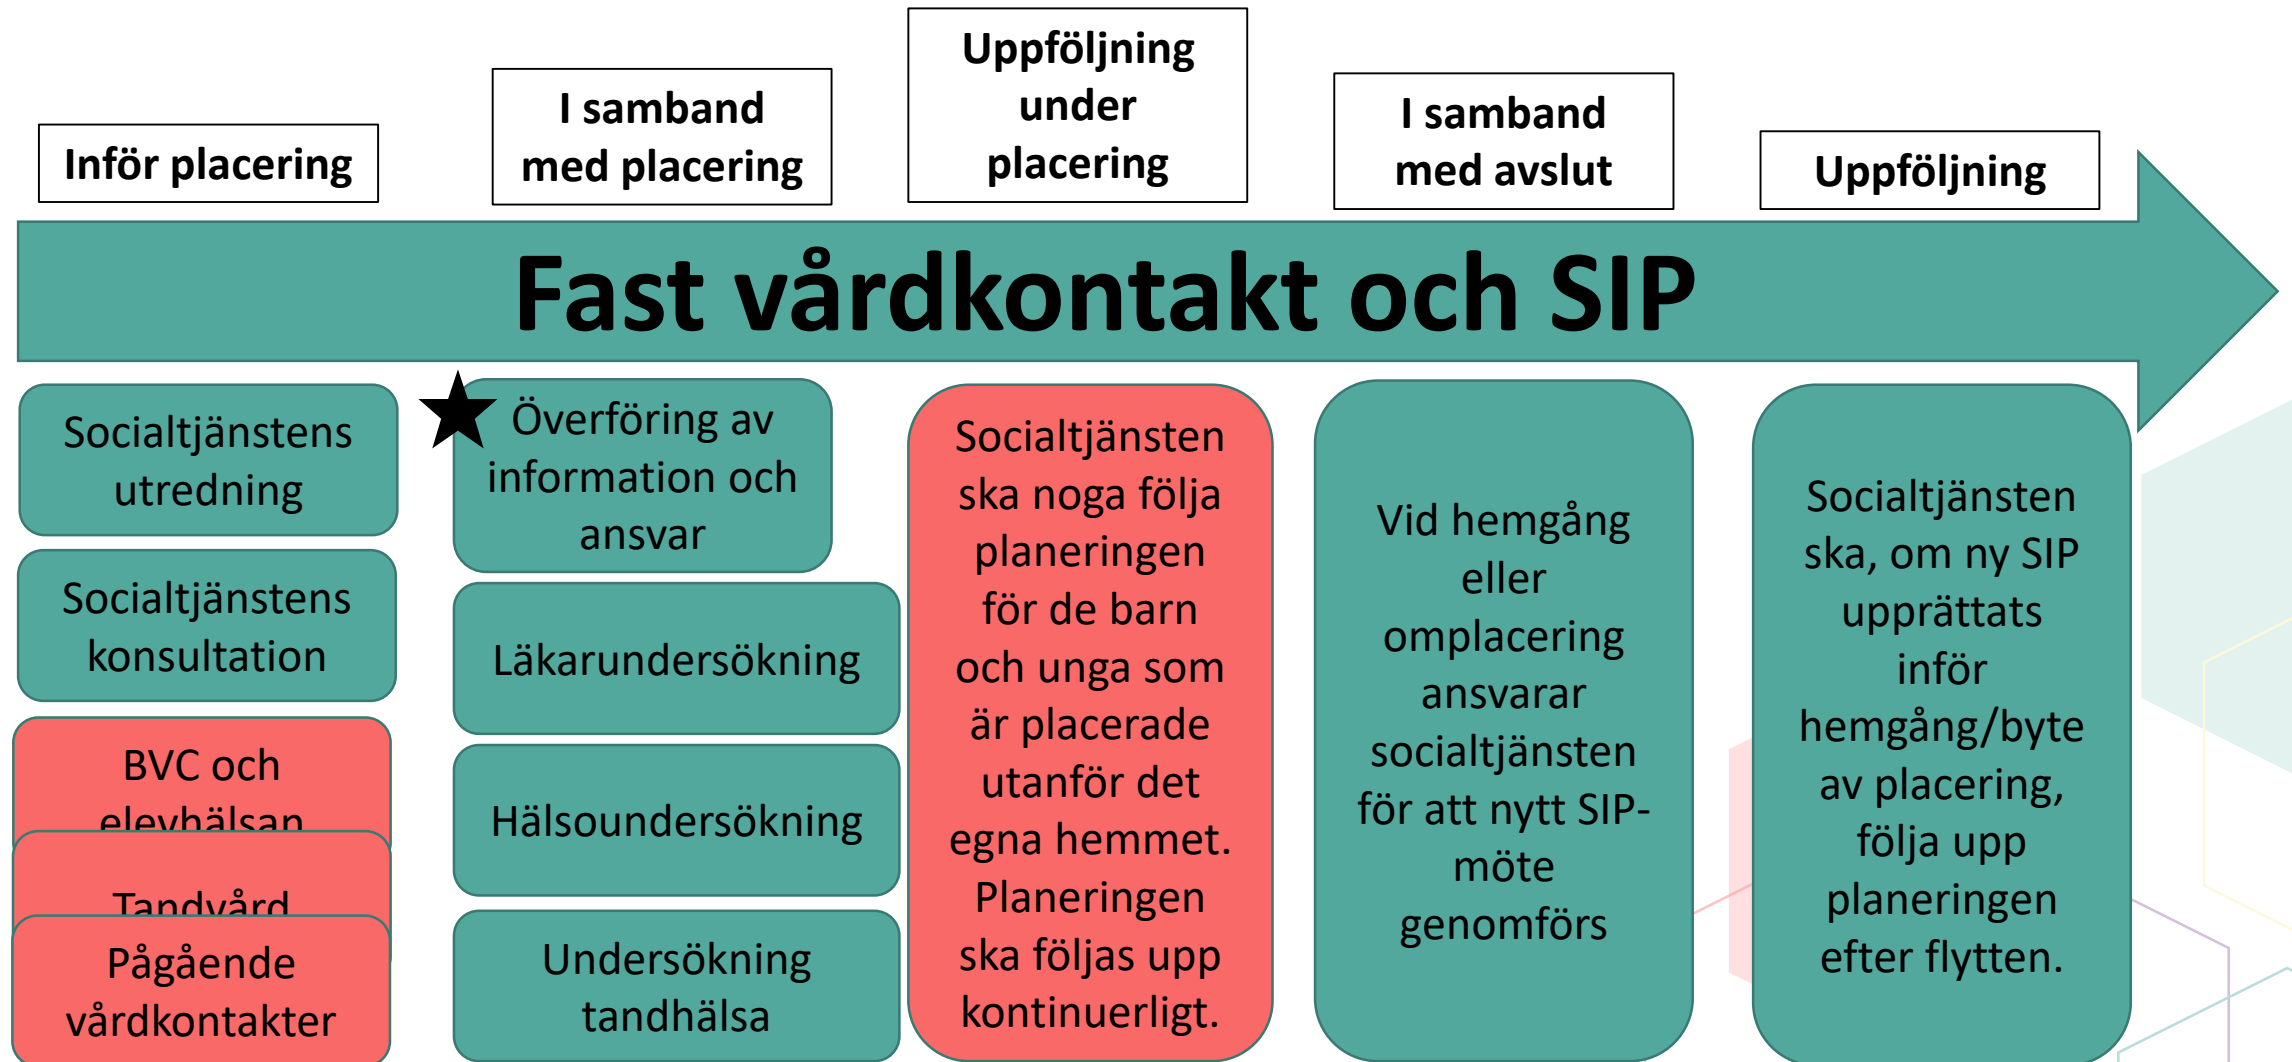 Inför placering
I samband
med placering
Uppföljning
under
placering
I samband
med avslut
Uppföljning
Fast vårdkontakt och SIP
Socialtjänstens
utredning
Socialtjänstens
konsultation
BVC och
elevhälsan
Tandvård
Pågående
vårdkontakter
Överföring av
information och
ansvar
Läkarundersökning
Hälsoundersökning
Undersökning
tandhälsa
Socialtjänsten
ska noga följa
planeringen
för de barn
och unga som
är placerade
utanför det
egna hemmet.
Planeringen
ska följas upp
kontinuerligt.
Vid hemgång
eller
omplacering
ansvarar
socialtjänsten
för att nytt SIP-
möte
genomförs
Socialtjänsten
ska, om ny SIP
upprättats
inför
hemgång/byte
av placering,
följa upp
planeringen
efter flytten.